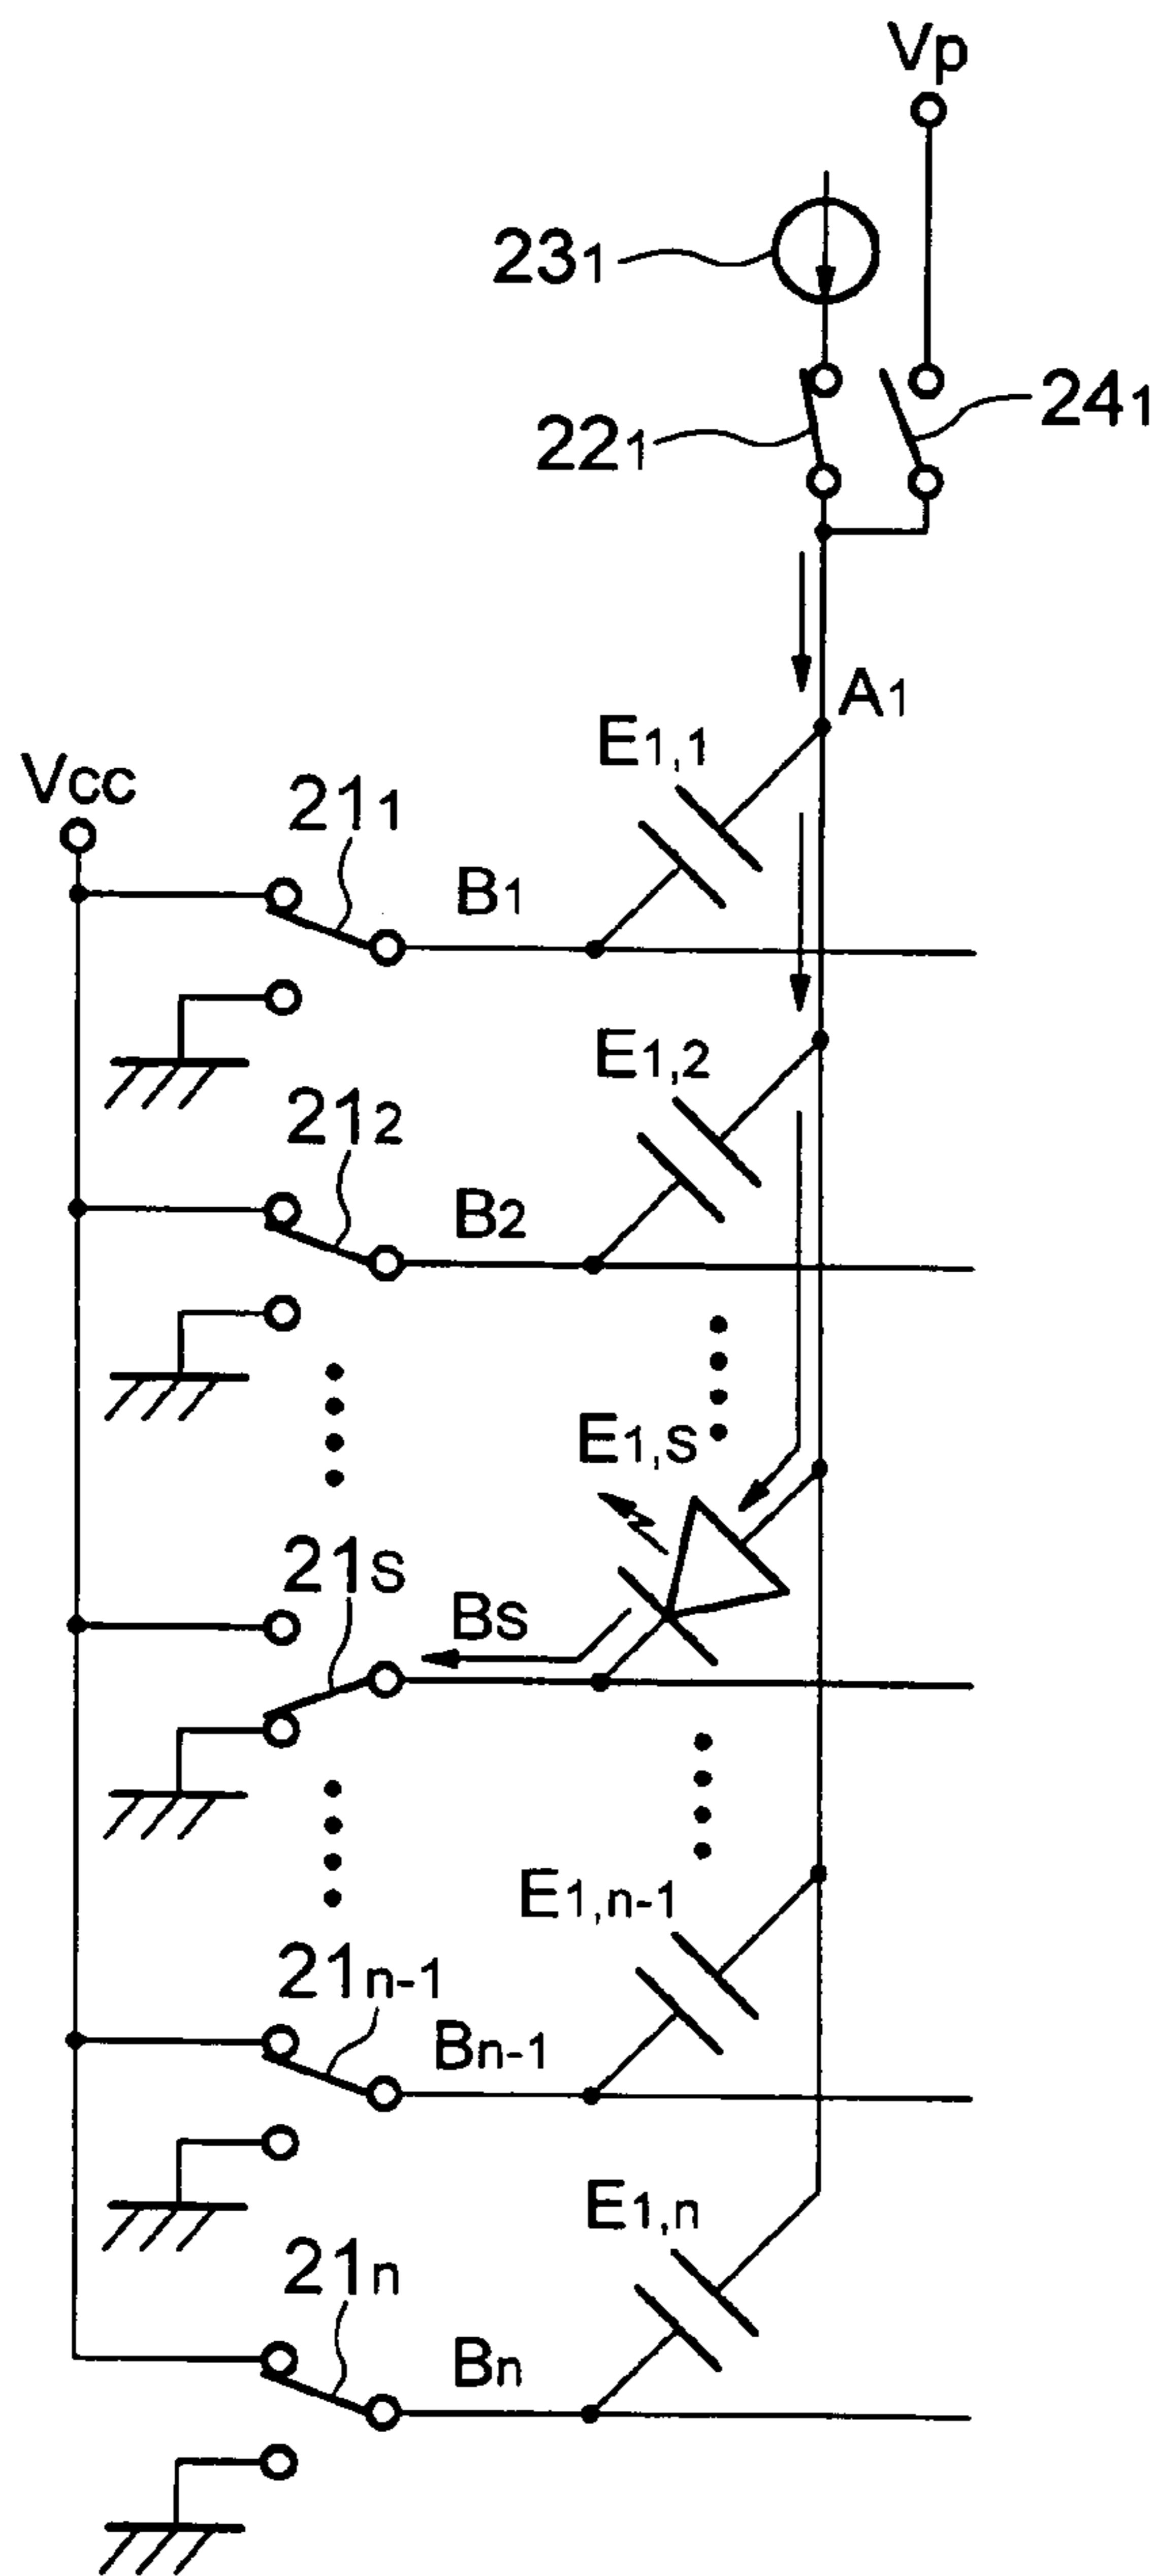 Vp
23₁
22₁
24₁
A₁
E₁,₁
Vcc
21₁
B₁
E₁,₂
21₂
B₂
E₁,S
21S
BS
E₁,n-1
21n-1
Bn-1
E₁,n
21n
Bn